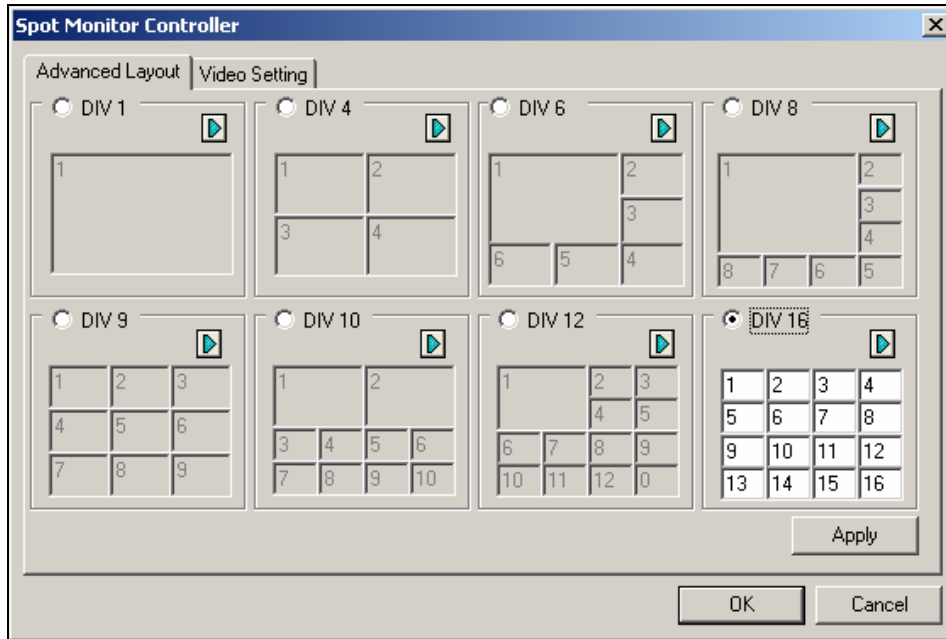 Spot Monitor Controller
Advanced Layout Video Setting
DIV 1 DIV 4 DIV 6 DIV 8
1 1 2 1 2 1 2
3 3
3 4 4
6 5 4 8 7 6 5
DIV 9 DIV 10 DIV 12 DIV 16
1 2 3 1 2 1 2 3 1 2 3 4
4 5 6 4 5 5 6 7 8
3 4 5 6 6 7 8 9 9 10 11 12
7 8 9 7 8 9 10 10 11 12 0 13 14 15 16
Apply
OK Cancel